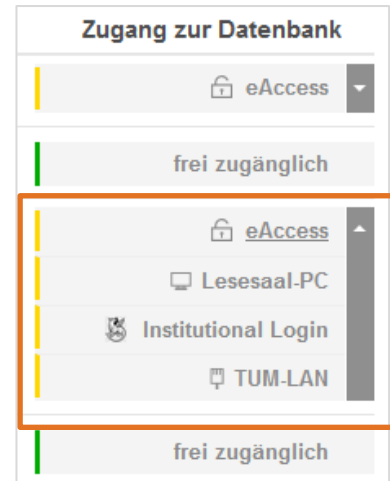 Zugang zur Datenbank
eAccess
frei zugänglich
eAccess
Lesesaal-PC
Institutional Login
TUM-LAN
frei zugänglich